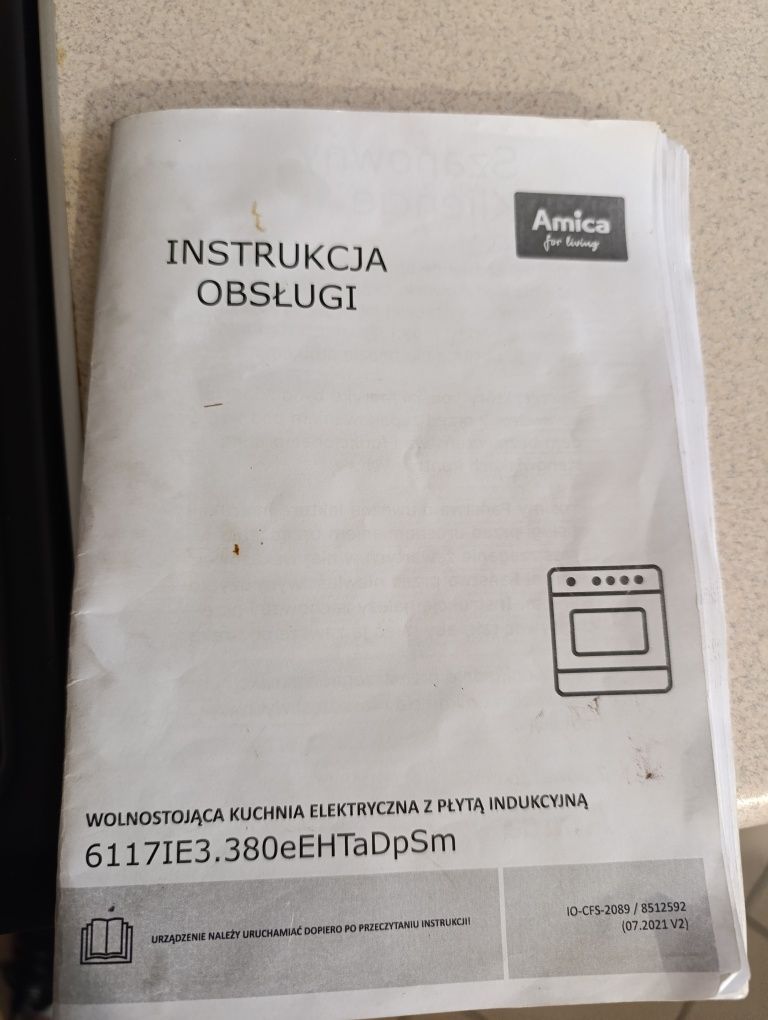 Amica
for living
INSTRUKCJA
OBSŁUGI
WOLNOSTOJĄCA KUCHNIA ELEKTRYCZNA Z PŁYTĄ INDUKCYJNĄ
6117IE3.380eEHTaDpSm
URZĄDZENIE NALEŻY URUCHAMIAĆ DOPIERO PO PRZECZYTANIU INSTRUKCJI!
IO-CFS-2089 / 8512592
(07.2021 V2)